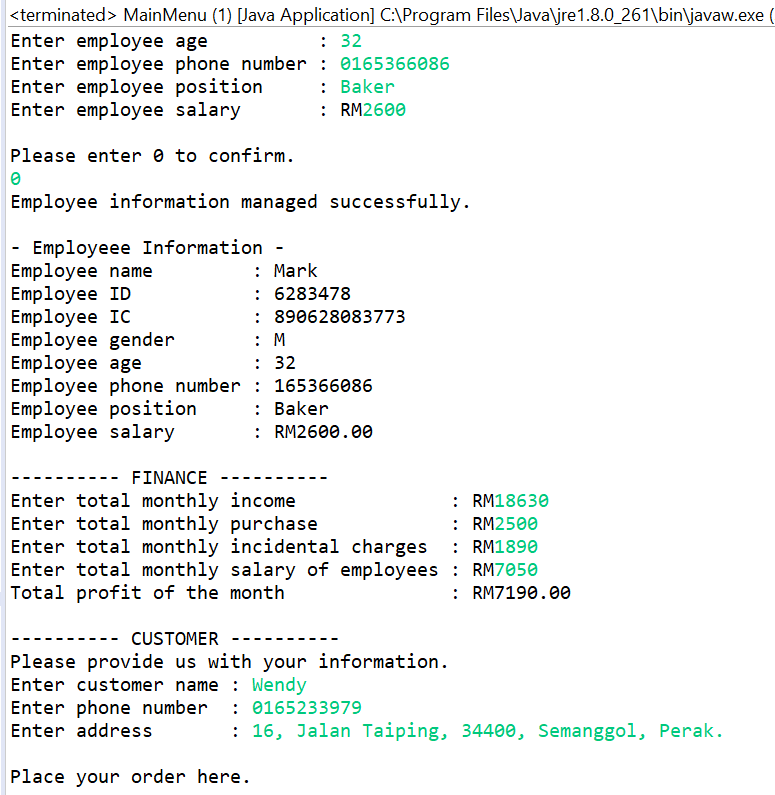 <terminated> MainMenu (1) [Java Application] C:\Program Files\Java\jre1.8.0_261\bin\javaw.exe (
Enter employee age          : 32
Enter employee phone number : 0165366086
Enter employee position     : Baker
Enter employee salary       : RM2600

Please enter 0 to confirm.
0
Employee information managed successfully.

- Employeee Information -
Employee name         : Mark
Employee ID           : 6283478
Employee IC           : 890628083773
Employee gender       : M
Employee age          : 32
Employee phone number : 165366086
Employee position     : Baker
Employee salary       : RM2600.00

---------- FINANCE ----------
Enter total monthly income              : RM18630
Enter total monthly purchase            : RM2500
Enter total monthly incidental charges  : RM1890
Enter total monthly salary of employees : RM7050
Total profit of the month               : RM7190.00

---------- CUSTOMER ----------
Please provide us with your information.
Enter customer name : Wendy
Enter phone number  : 0165233979
Enter address       : 16, Jalan Taiping, 34400, Semanggol, Perak.

Place your order here.